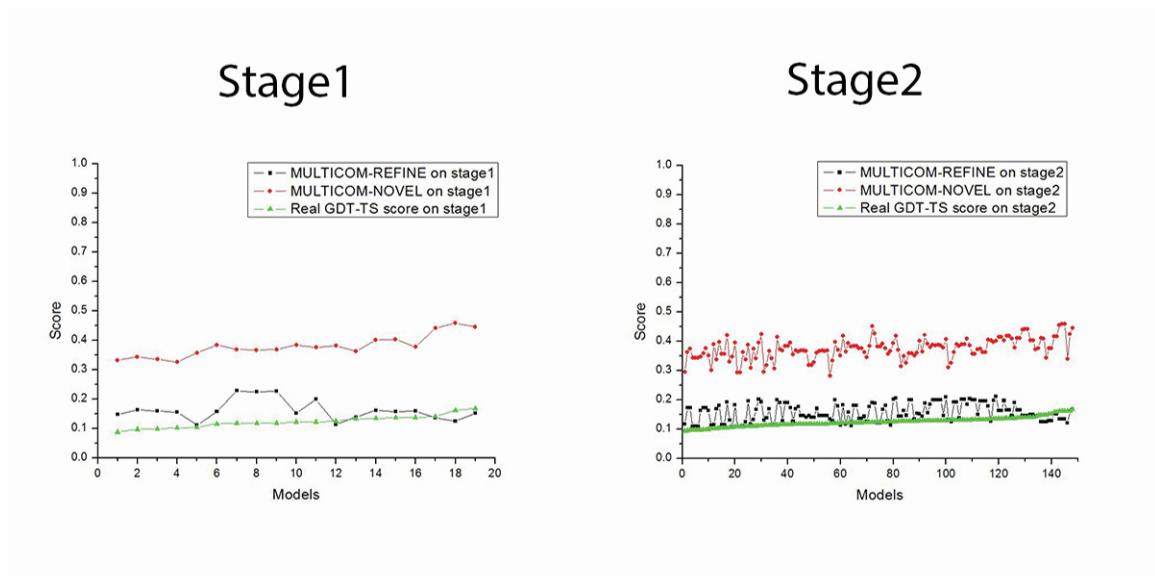 Stage1
Stage2
1.0
0.9
0.8
0.7
0.6
0.5
0.4
0.3
0.2
0.1
0.0
Score
MULTICOM-REFINE on stage1
MULTICOM-NOVEL on stage1
Real GDT-TS score on stage1
0 2 4 6 8 10 12 14 16 18 20
Models
1.0
0.9
0.8
0.7
0.6
0.5
0.4
0.3
0.2
0.1
0.0
Score
MULTICOM-REFINE on stage2
MULTICOM-NOVEL on stage2
Real GDT-TS score on stage2
0 20 40 60 80 100 120 140
Models